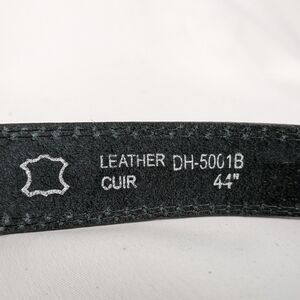 LEATHER DH-5001B
CUIR 44"